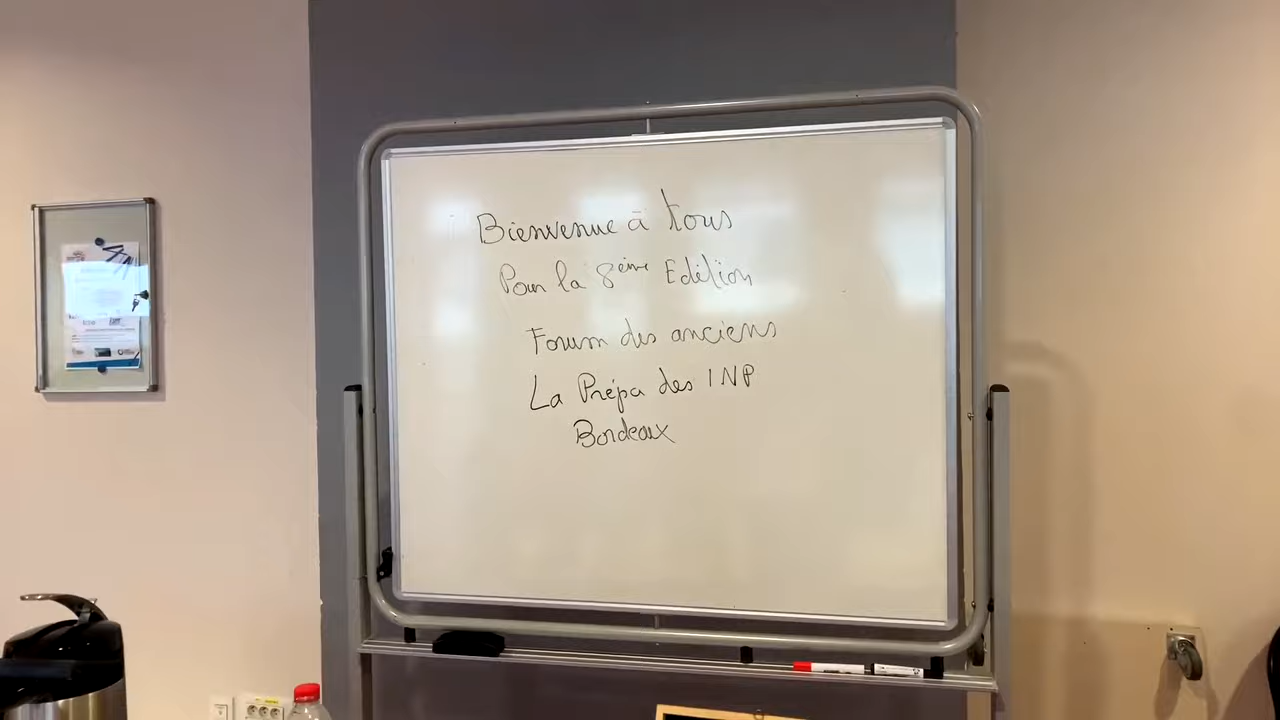 Bienvenue à tous
Pour la 8ème Edition
Forum des anciens
La Prépa des INP
Bordeaux